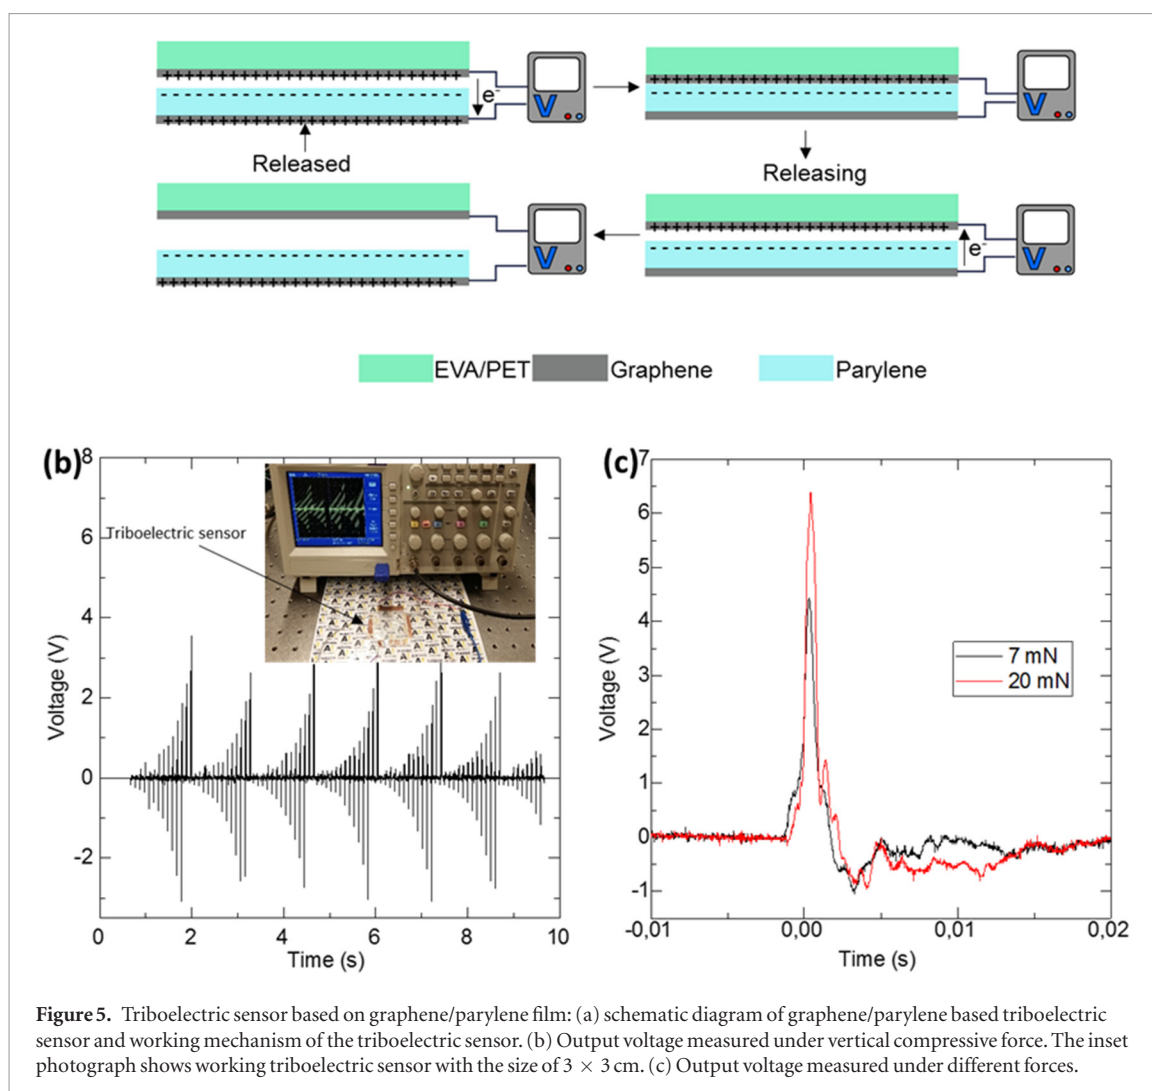 e-
V
V
Released
Releasing
V
e-
V
EVA/PET
Graphene
Parylene
(b)
8
6
4
2
0
-2
Voltage (V)
Triboelectric sensor
0
2
4
6
8
10
Time (s)
(c)
7
6
5
4
3
2
1
0
-1
Voltage (V)
7 mN
20 mN
-0,01
0,00
0,01
0,02
Time (s)
Figure 5. Triboelectric sensor based on graphene/parylene film: (a) schematic diagram of graphene/parylene based triboelectric
sensor and working mechanism of the triboelectric sensor. (b) Output voltage measured under vertical compressive force. The inset
photograph shows working triboelectric sensor with the size of 3 × 3 cm. (c) Output voltage measured under different forces.